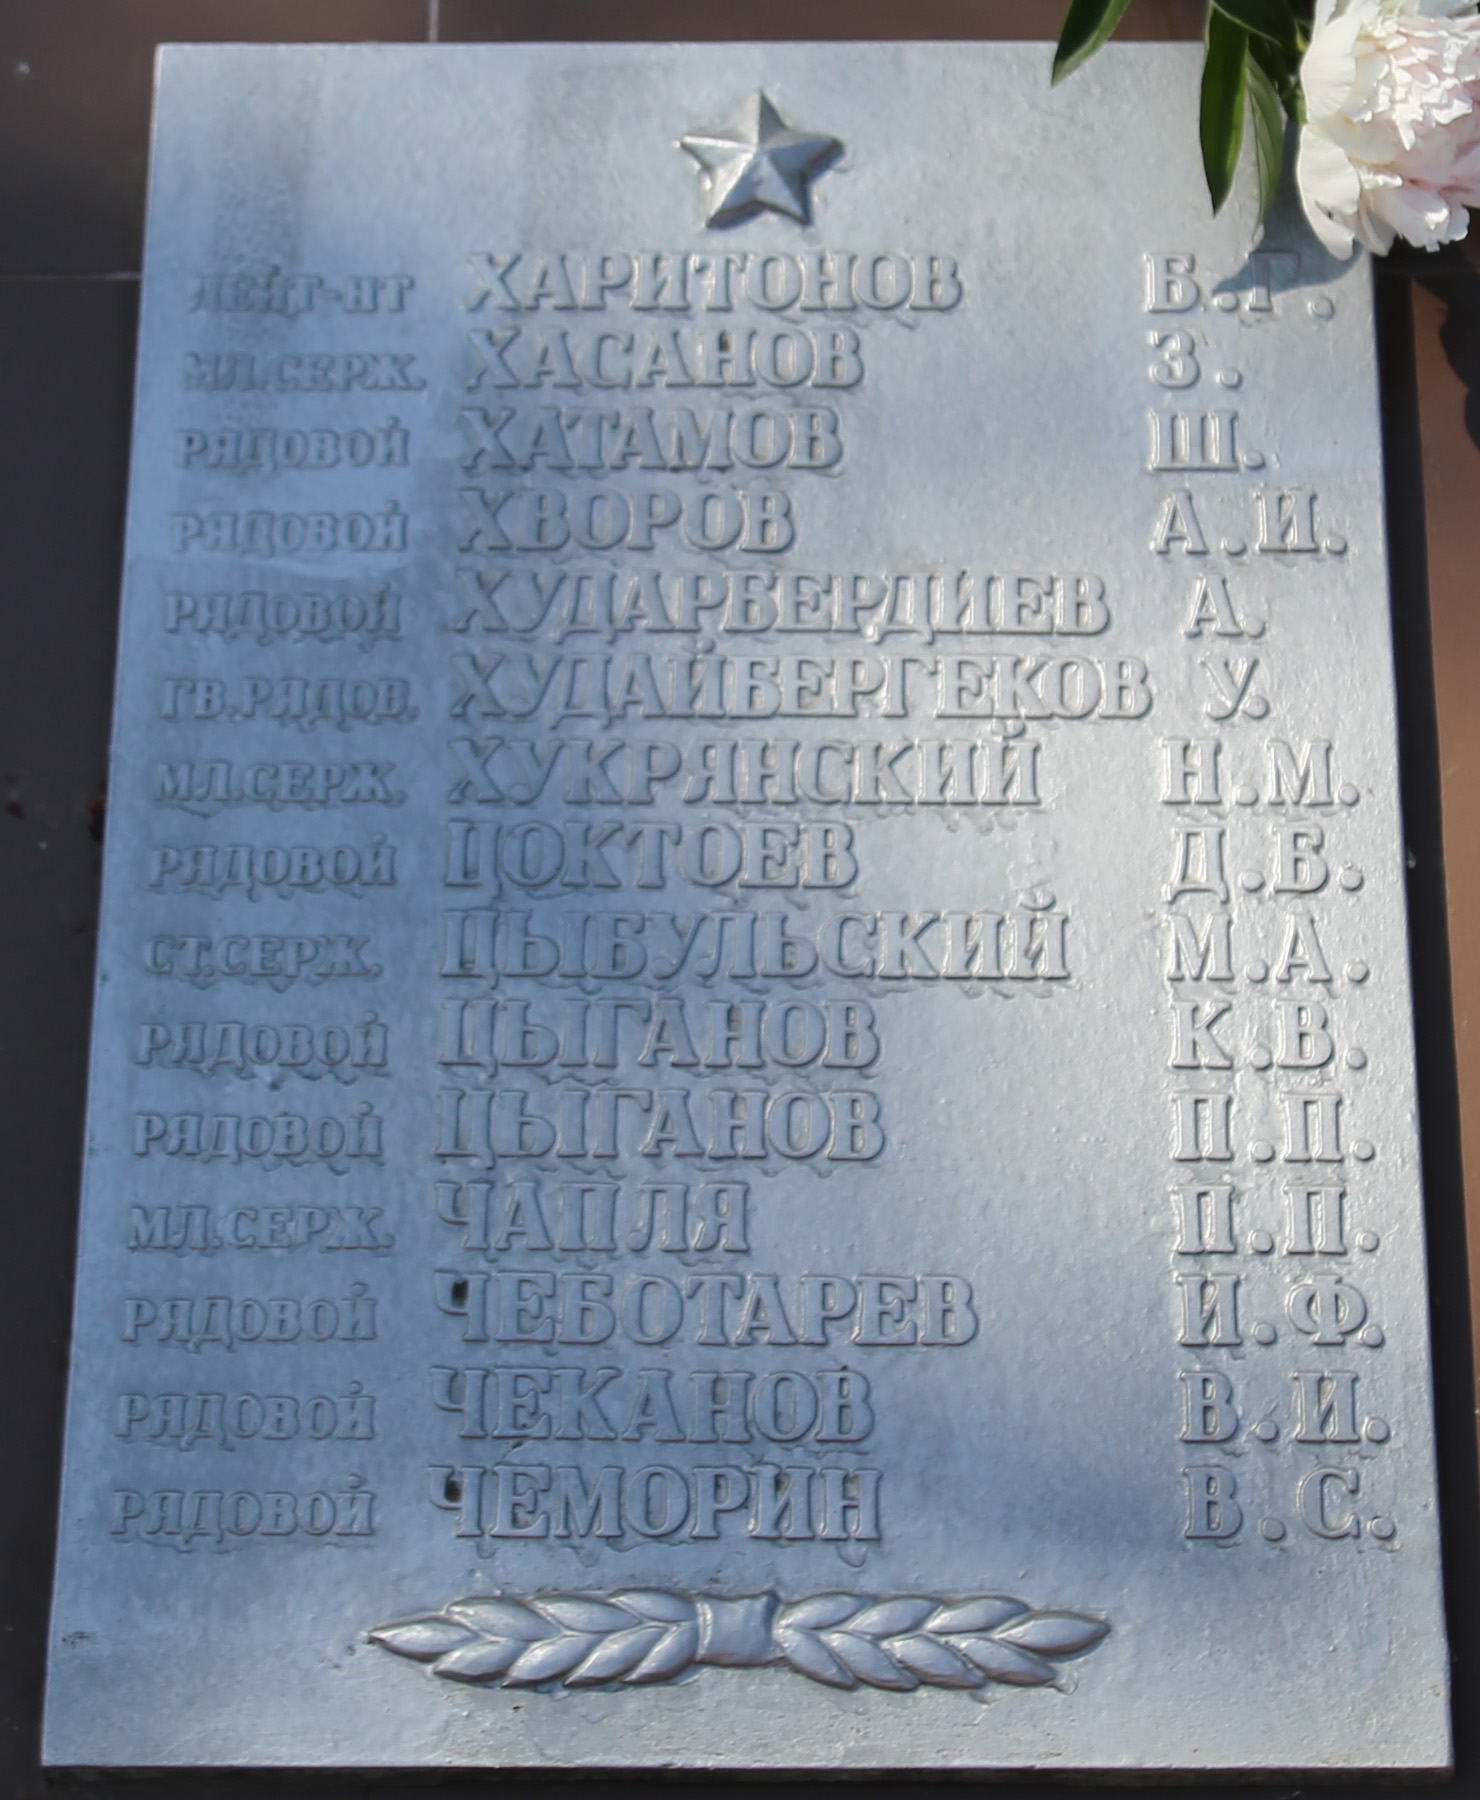 ЛЕЙТ-НТ ХАРИТОНОВ Б.Г.
МЛ.СЕРЖ. ХАСАНОВ З.
РЯДОВОЙ ХАТАМОВ Ш.
РЯДОВОЙ ХВОРОВ А.И.
РЯДОВОЙ ХУДАРБЕРДИЕВ А.
ГВ.РЯДОВ. ХУДАЙБЕРГЕКОВ У.
МЛ.СЕРЖ. ХУКРЯНСКИЙ Н.М.
РЯДОВОЙ ЦОКТОЕВ Д.Б.
СТ.СЕРЖ. ЦЫБУЛЬСКИЙ М.А.
РЯДОВОЙ ЦЫГАНОВ К.В.
РЯДОВОЙ ЦЫГАНОВ П.П.
МЛ.СЕРЖ. ЧАПЛЯ П.П.
РЯДОВОЙ ЧЕБОТАРЕВ И.Ф.
РЯДОВОЙ ЧЕКАНОВ В.И.
РЯДОВОЙ ЧЕМОРИН В.С.